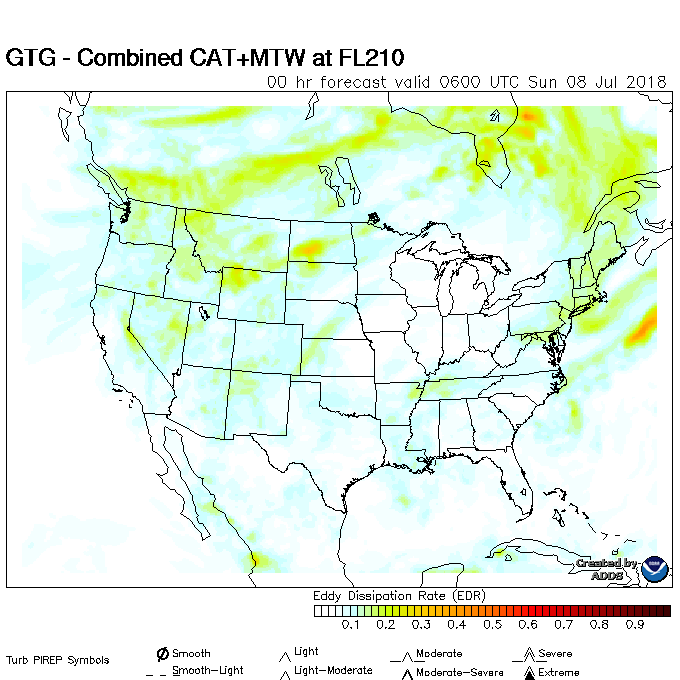 GTG - Combined CAT+MTW at FL210
00 hr forecast valid 0600 UTC Sun 08 Jul 2018
Created by
ADDS
Eddy Dissipation Rate (EDR)
0.1 0.2 0.3 0.4 0.5 0.6 0.7 0.8 0.9
Turb PIREP Symbols
Smooth Light Moderate Severe
Smooth-Light Light-Moderate Moderate-Severe Extreme